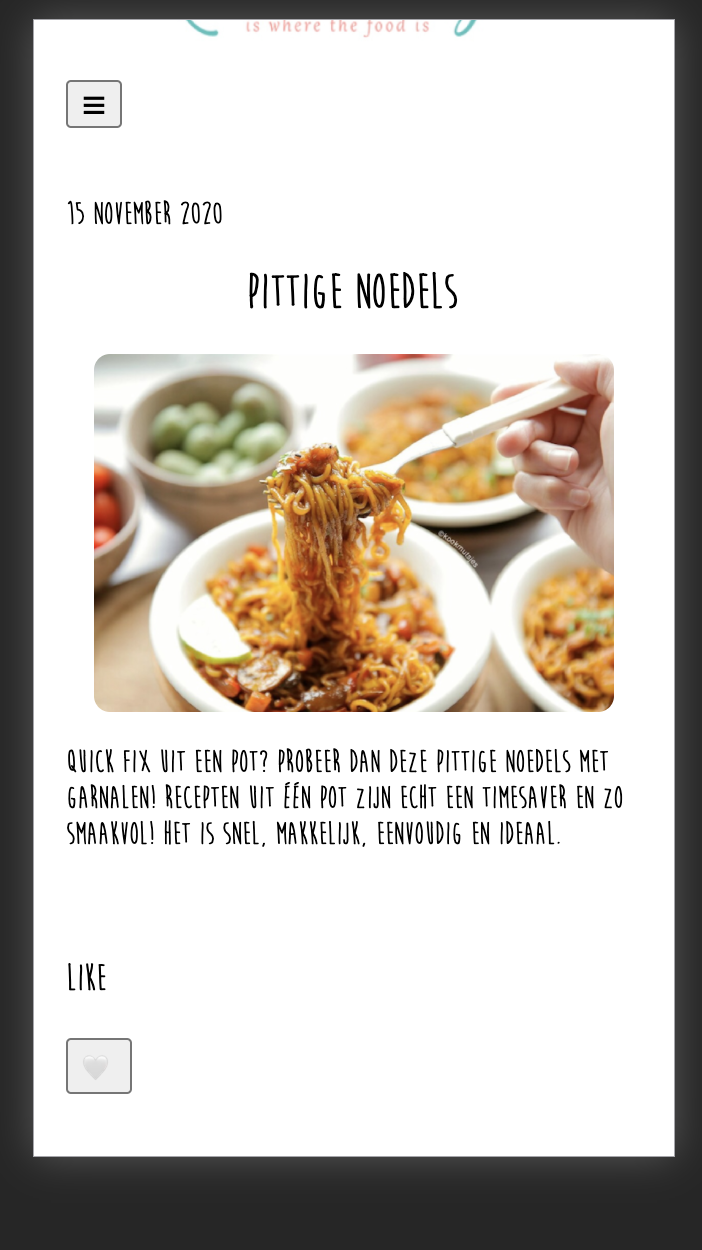 is where the food is
15 NOVEMBER 2020
PITTIGE NOEDELS
©kookmutsjes
QUICK FIX UIT EEN POT? PROBEER DAN DEZE PITTIGE NOEDELS MET
GARNALEN! RECEPTEN UIT ÉÉN POT ZIJN ECHT EEN TIMESAVER EN ZO
SMAAKVOL! HET IS SNEL, MAKKELIJK, EENVOUDIG EN IDEAAL.
LIKE